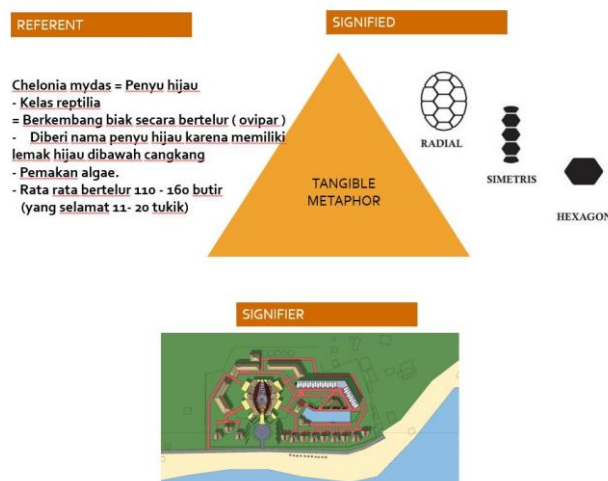 REFERENT
SIGNIFIED
Chelonia mydas = Penyu hijau
- Kelas reptilia
= Berkembang biak secara bertelur ( ovipar )
- Diberi nama penyu hijau karena memiliki
lemak hijau dibawah cangkang
- Pemakan algae.
- Rata rata bertelur 110 - 160 butir
(yang selamat 11- 20 tukik)
TANGIBLE
METAPHOR
RADIAL
SIMETRIS
HEXAGON
SIGNIFIER